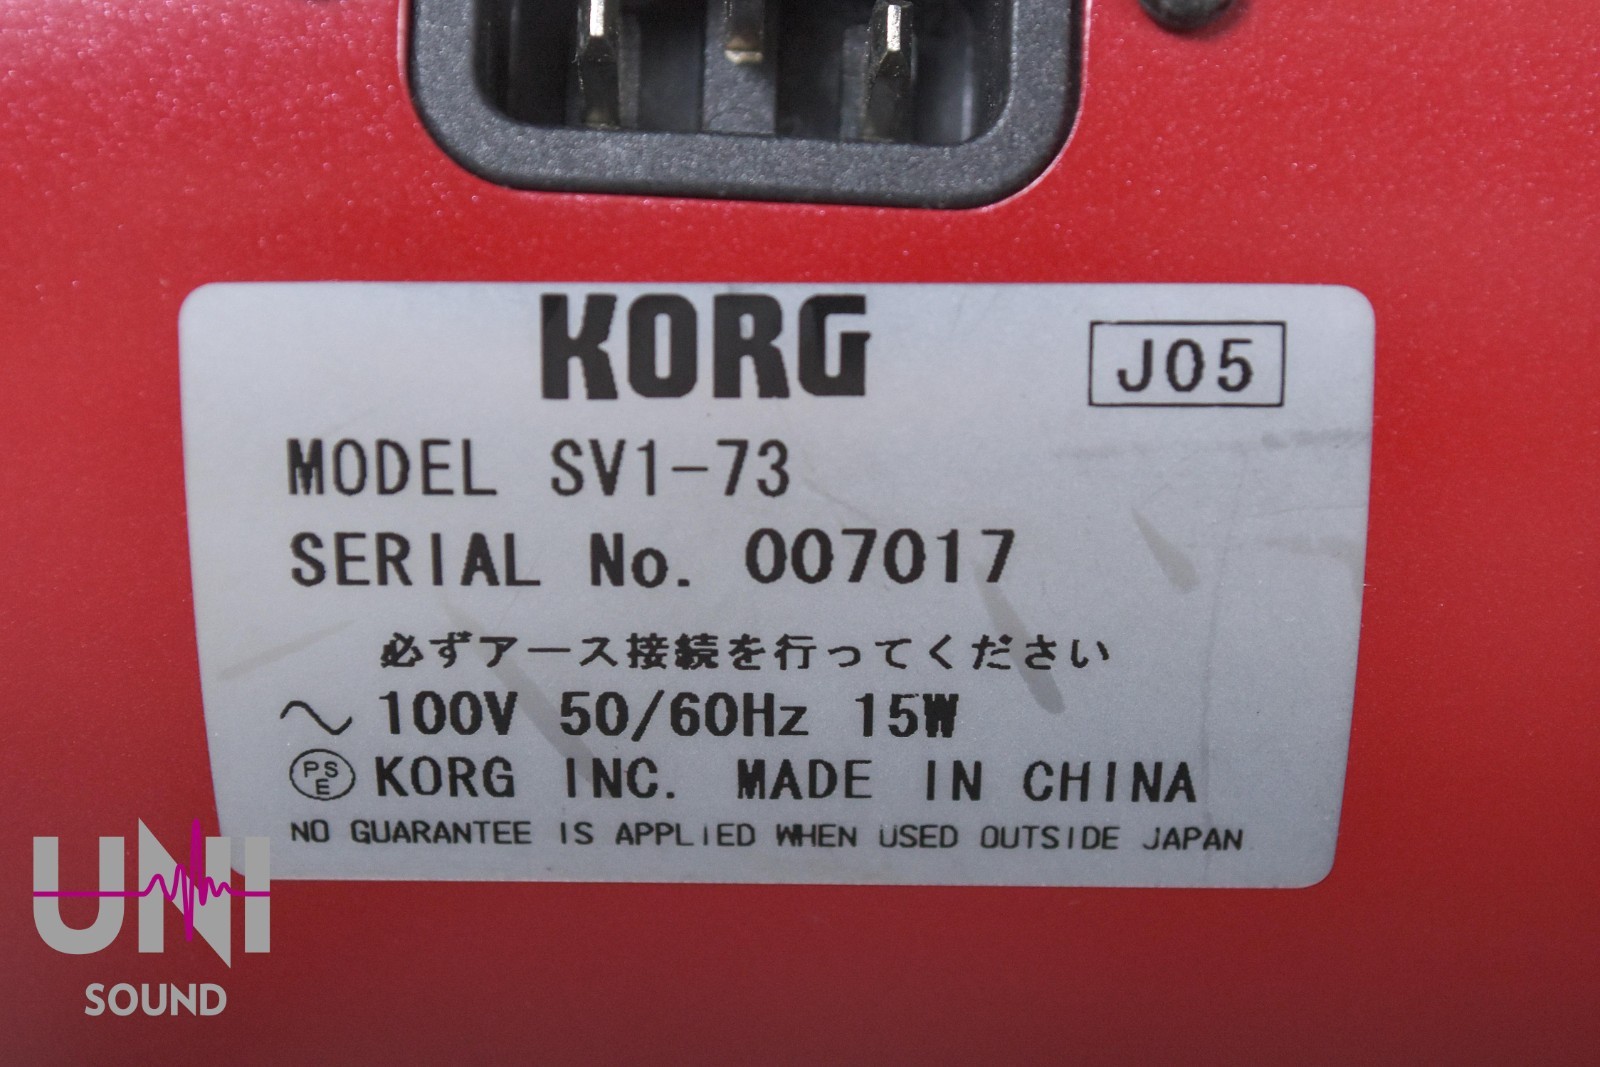 KORG
J05
MODEL SV1-73
SERIAL No. 007017
必ずアース接続を行ってください
~ 100V 50/60Hz 15W
PSE KORG INC. MADE IN CHINA
NO GUARANTEE IS APPLIED WHEN USED OUTSIDE JAPAN
UNI
SOUND